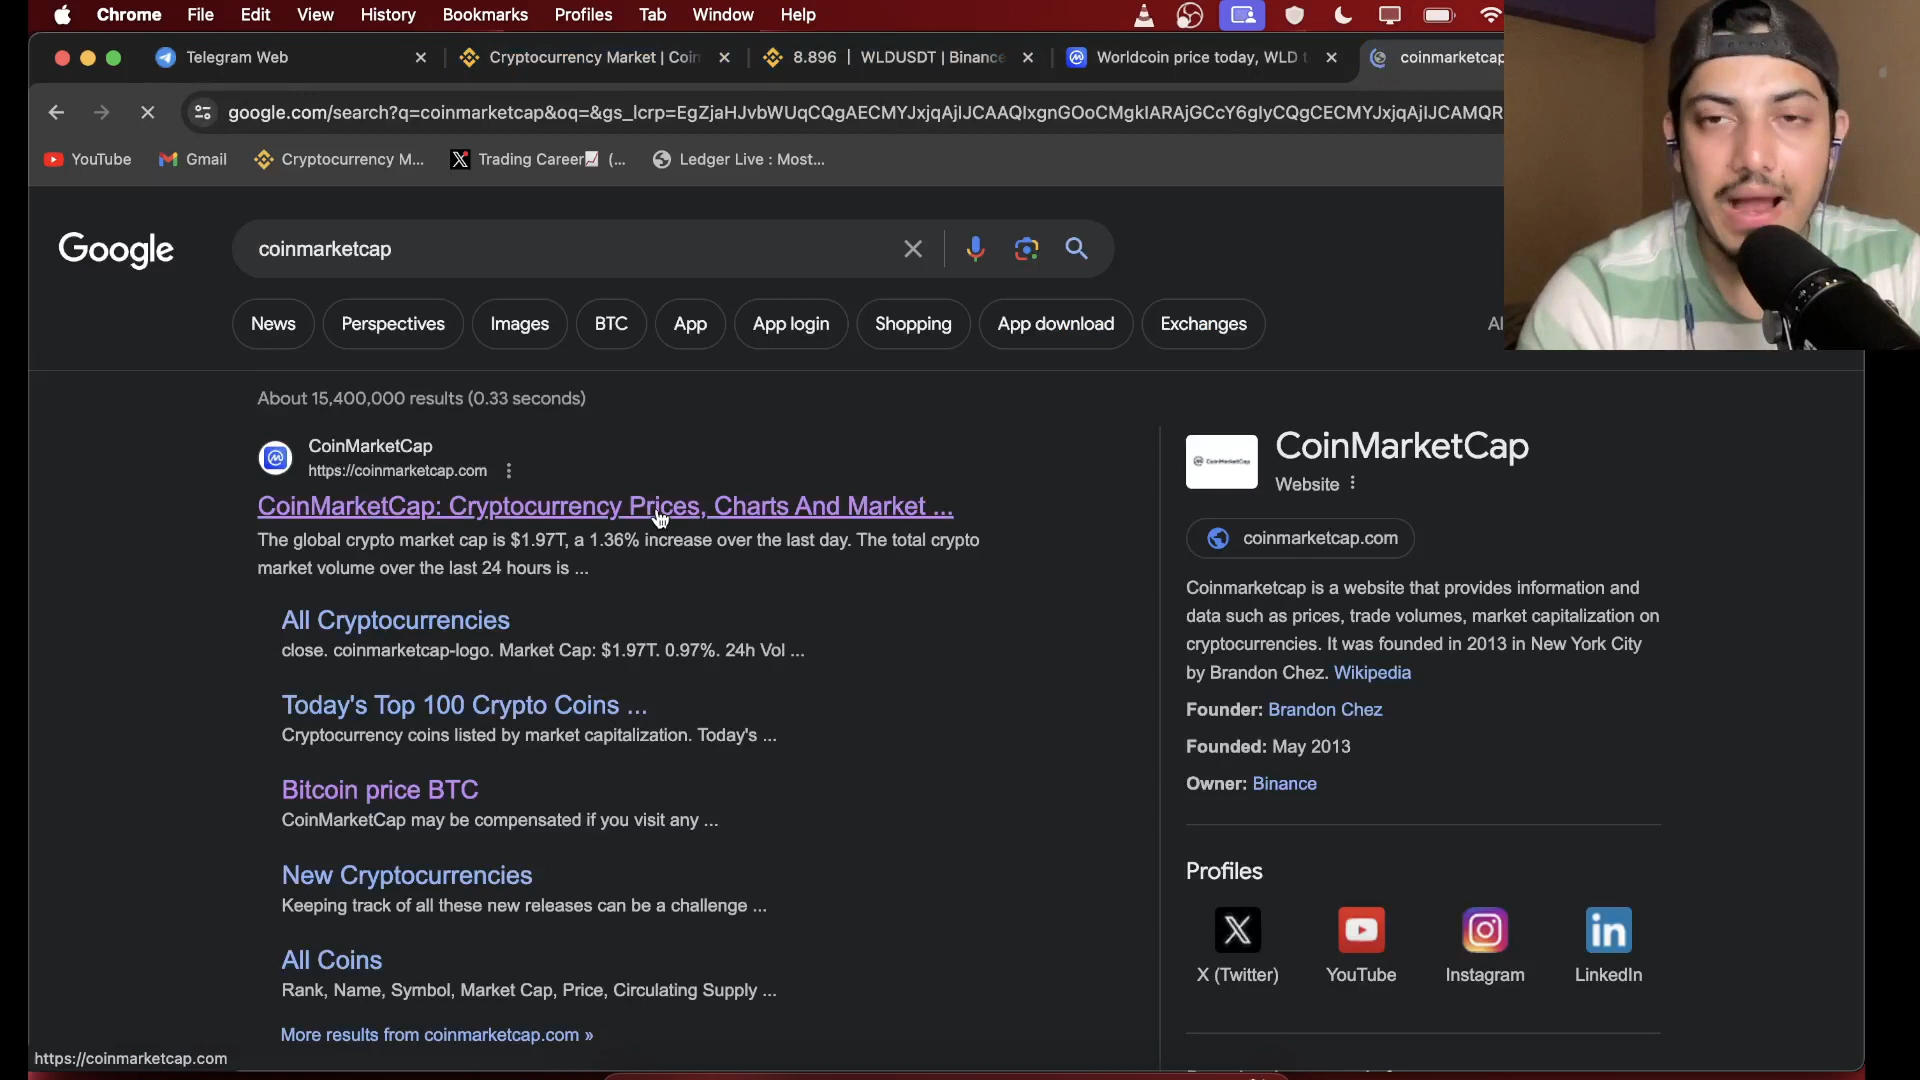 Chrome File Edit View History Bookmarks Profiles Tab Window Help
Telegram Web
Cryptocurrency Market | Coin
8.896 | WLDUSDT | Binance
Worldcoin price today, WLD t
coinmarketcap
google.com/search?q=coinmarketcap&oq=&gs_lcrp=EgZjaHJvbWUqCQgAECMYJxjqAjIJCAAQIxgnGOoCMgkIARAjGCcY6gIyCQgCECMYJxjqAjIJCAMQR
YouTube Gmail Cryptocurrency M... Trading Career📈 (... Ledger Live : Most...
Google
coinmarketcap
News Perspectives Images BTC App App login Shopping App download Exchanges
About 15,400,000 results (0.33 seconds)
CoinMarketCap
https://coinmarketcap.com
CoinMarketCap: Cryptocurrency Prices, Charts And Market ...
The global crypto market cap is $1.97T, a 1.36% increase over the last day. The total crypto
market volume over the last 24 hours is ...
All Cryptocurrencies
close. coinmarketcap-logo. Market Cap: $1.97T. 0.97%. 24h Vol ...
Today's Top 100 Crypto Coins ...
Cryptocurrency coins listed by market capitalization. Today's ...
Bitcoin price BTC
CoinMarketCap may be compensated if you visit any ...
New Cryptocurrencies
Keeping track of all these new releases can be a challenge ...
All Coins
Rank, Name, Symbol, Market Cap, Price, Circulating Supply ...
More results from coinmarketcap.com »
https://coinmarketcap.com
CoinMarketCap
CoinMarketCap
Website
coinmarketcap.com
Coinmarketcap is a website that provides information and
data such as prices, trade volumes, market capitalization on
cryptocurrencies. It was founded in 2013 in New York City
by Brandon Chez. Wikipedia
Founder: Brandon Chez
Founded: May 2013
Owner: Binance
Profiles
X (Twitter) YouTube Instagram LinkedIn